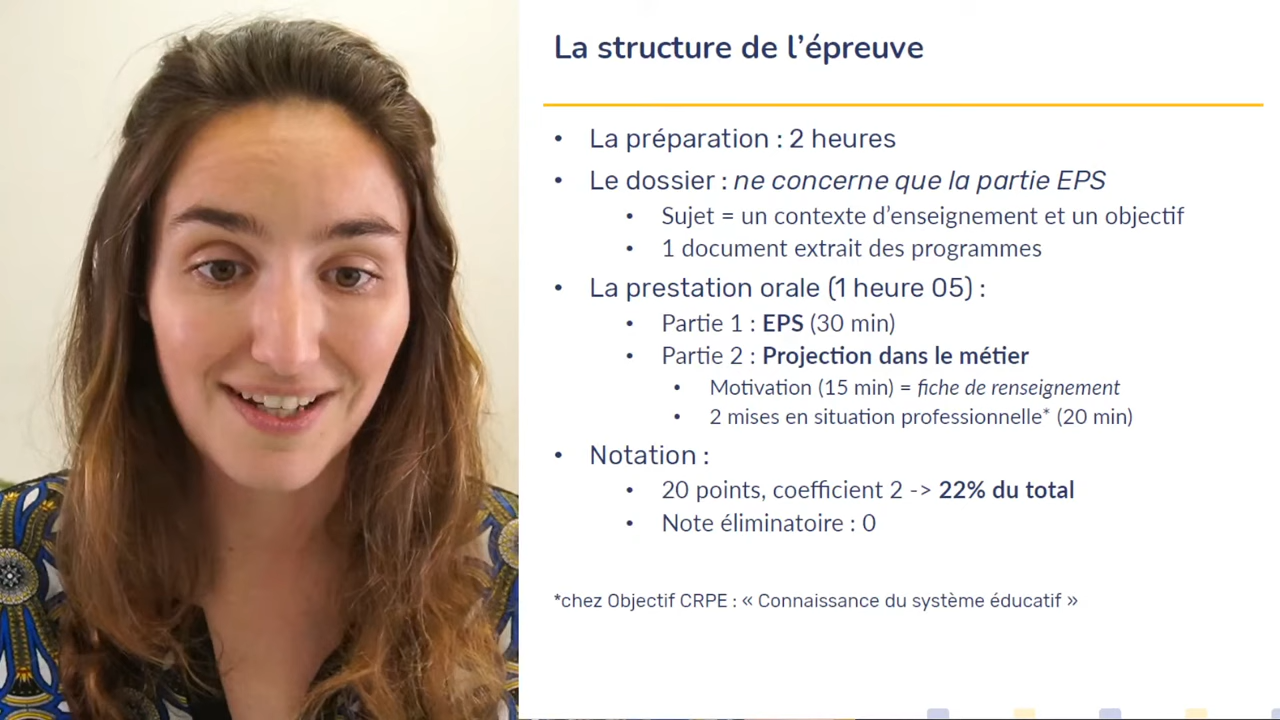 La structure de l’épreuve
• La préparation : 2 heures
• Le dossier : ne concerne que la partie EPS
• Sujet = un contexte d’enseignement et un objectif
• 1 document extrait des programmes
• La prestation orale (1 heure 05) :
• Partie 1 : EPS (30 min)
• Partie 2 : Projection dans le métier
• Motivation (15 min) = fiche de renseignement
• 2 mises en situation professionnelle* (20 min)
• Notation :
• 20 points, coefficient 2 -> 22% du total
• Note éliminatoire : 0
*chez Objectif CRPE : « Connaissance du système éducatif »